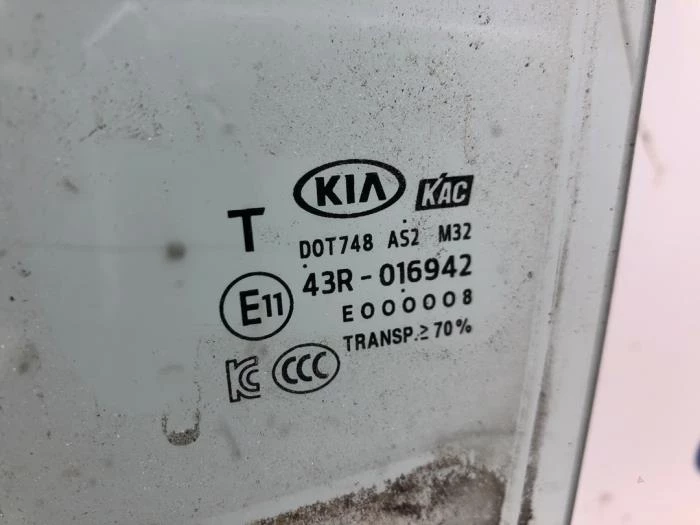 KIA KAC
T
DOT748 AS2 M32
E11 43R-016942
E000008
TRANSP.≥70%
KC CCC